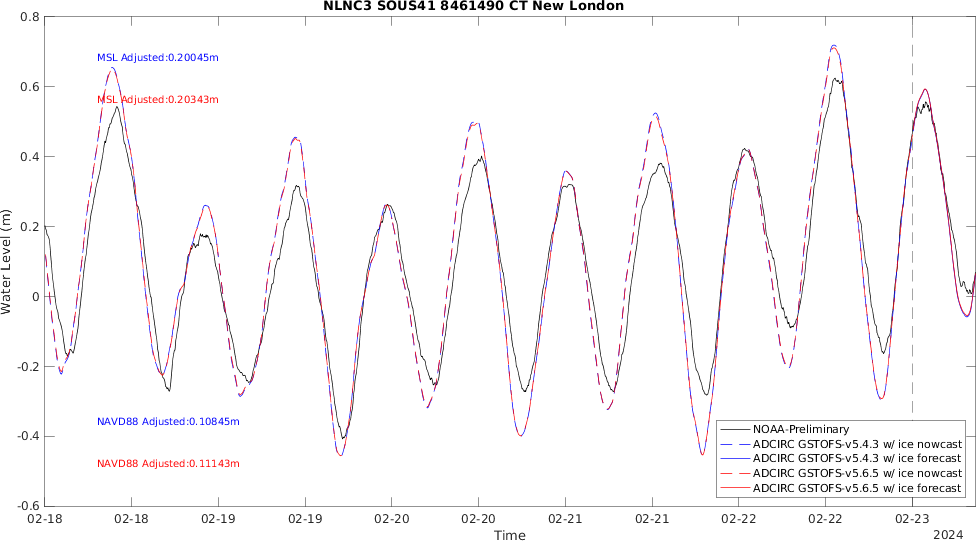 NLNC3 SOUS41 8461490 CT New London
0.8
0.6
0.4
0.2
0
-0.2
-0.4
-0.6
Water Level (m)
MSL Adjusted:0.20045m
MSL Adjusted:0.20343m
NAVD88 Adjusted:0.10845m
NAVD88 Adjusted:0.11143m
NOAA-Preliminary
ADCIRC GSTOFS-v5.4.3 w/ ice nowcast
ADCIRC GSTOFS-v5.4.3 w/ ice forecast
ADCIRC GSTOFS-v5.6.5 w/ ice nowcast
ADCIRC GSTOFS-v5.6.5 w/ ice forecast
02-18 02-18 02-19 02-19 02-20 02-20 02-21 02-21 02-22 02-22 02-23
Time
2024